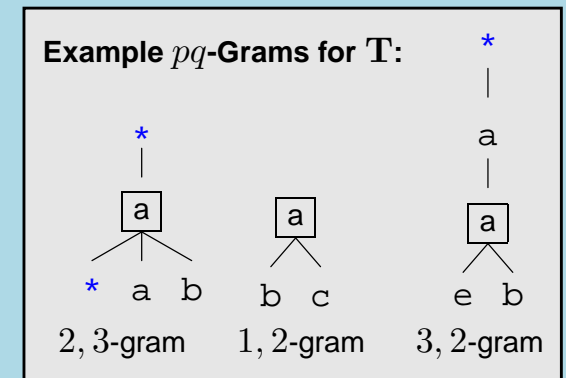 Example pq-Grams for T:
*
a
a
* a b
2, 3-gram
a
b c
1, 2-gram
*
a
a
e b
3, 2-gram